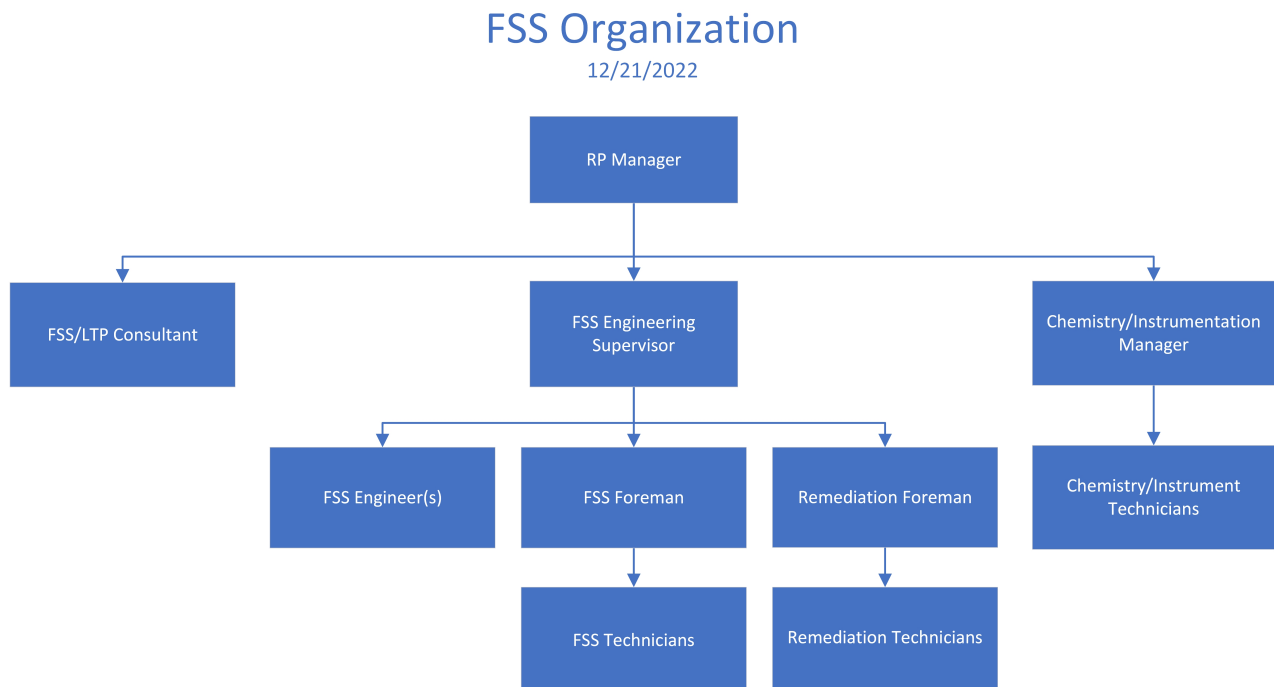 FSS Organization
12/21/2022
RP Manager
FSS/LTP Consultant
FSS Engineering
Supervisor
Chemistry/Instrumentation
Manager
FSS Engineer(s)
FSS Foreman
Remediation Foreman
Chemistry/Instrument
Technicians
FSS Technicians
Remediation Technicians